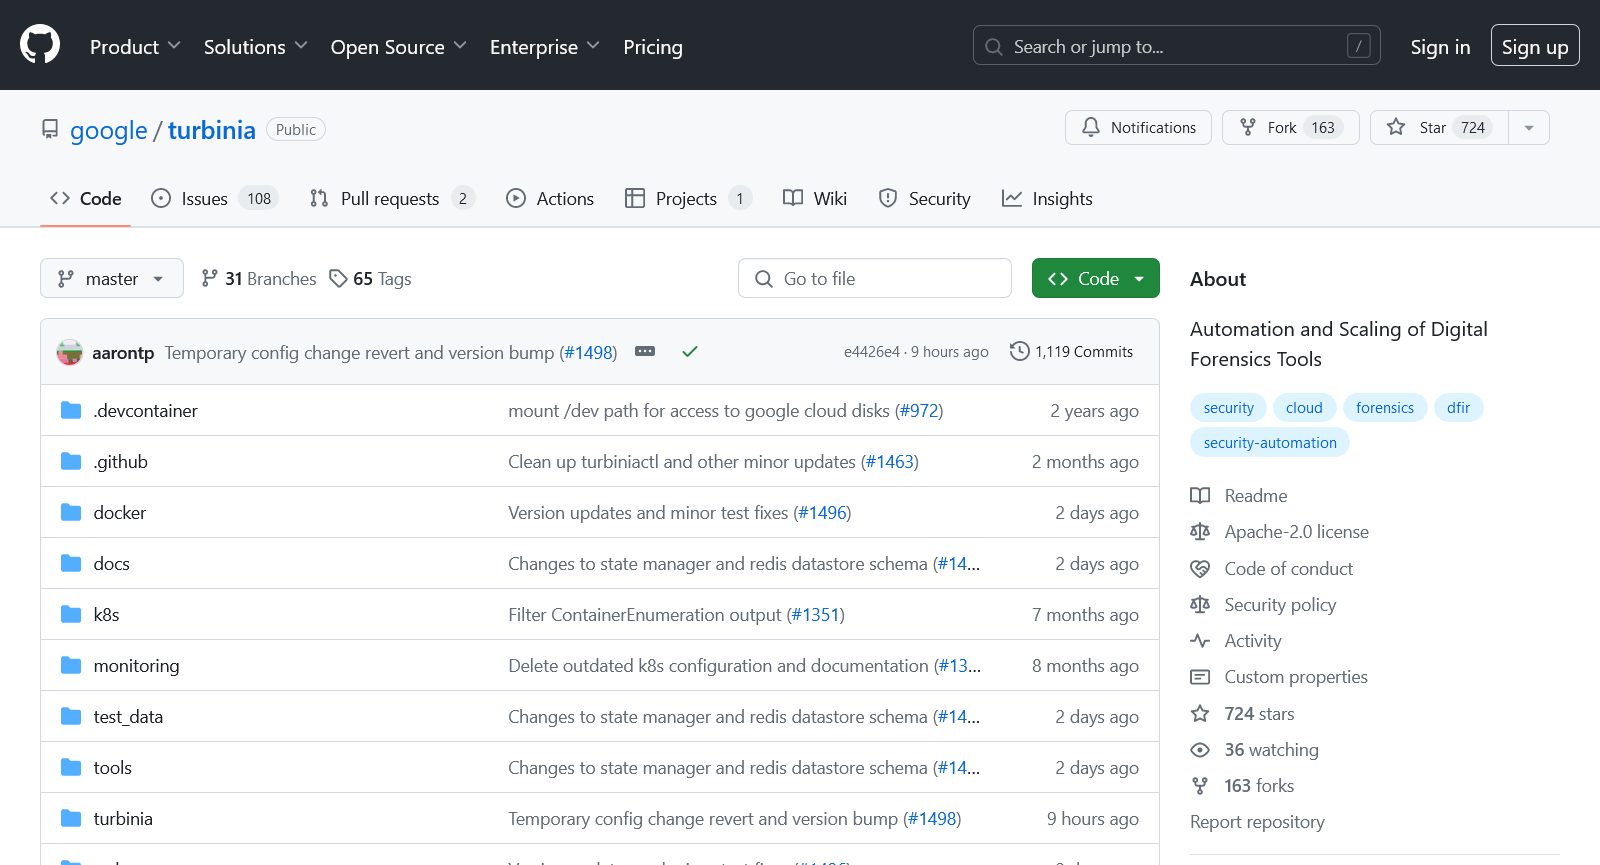 Product Solutions Open Source Enterprise Pricing Search or jump to... / Sign in Sign up
google / turbinia Public Notifications Fork 163 Star 724
Code Issues 108 Pull requests 2 Actions Projects 1 Wiki Security Insights
master 31 Branches 65 Tags Go to file Code
aarontp Temporary config change revert and version bump (#1498) e4426e4 · 9 hours ago 1,119 Commits
.devcontainer mount /dev path for access to google cloud disks (#972) 2 years ago
.github Clean up turbiniactl and other minor updates (#1463) 2 months ago
docker Version updates and minor test fixes (#1496) 2 days ago
docs Changes to state manager and redis datastore schema (#14... 2 days ago
k8s Filter ContainerEnumeration output (#1351) 7 months ago
monitoring Delete outdated k8s configuration and documentation (#13... 8 months ago
test_data Changes to state manager and redis datastore schema (#14... 2 days ago
tools Changes to state manager and redis datastore schema (#14... 2 days ago
turbinia Temporary config change revert and version bump (#1498) 9 hours ago
About
Automation and Scaling of Digital
Forensics Tools
security cloud forensics dfir
security-automation
Readme
Apache-2.0 license
Code of conduct
Security policy
Activity
Custom properties
724 stars
36 watching
163 forks
Report repository